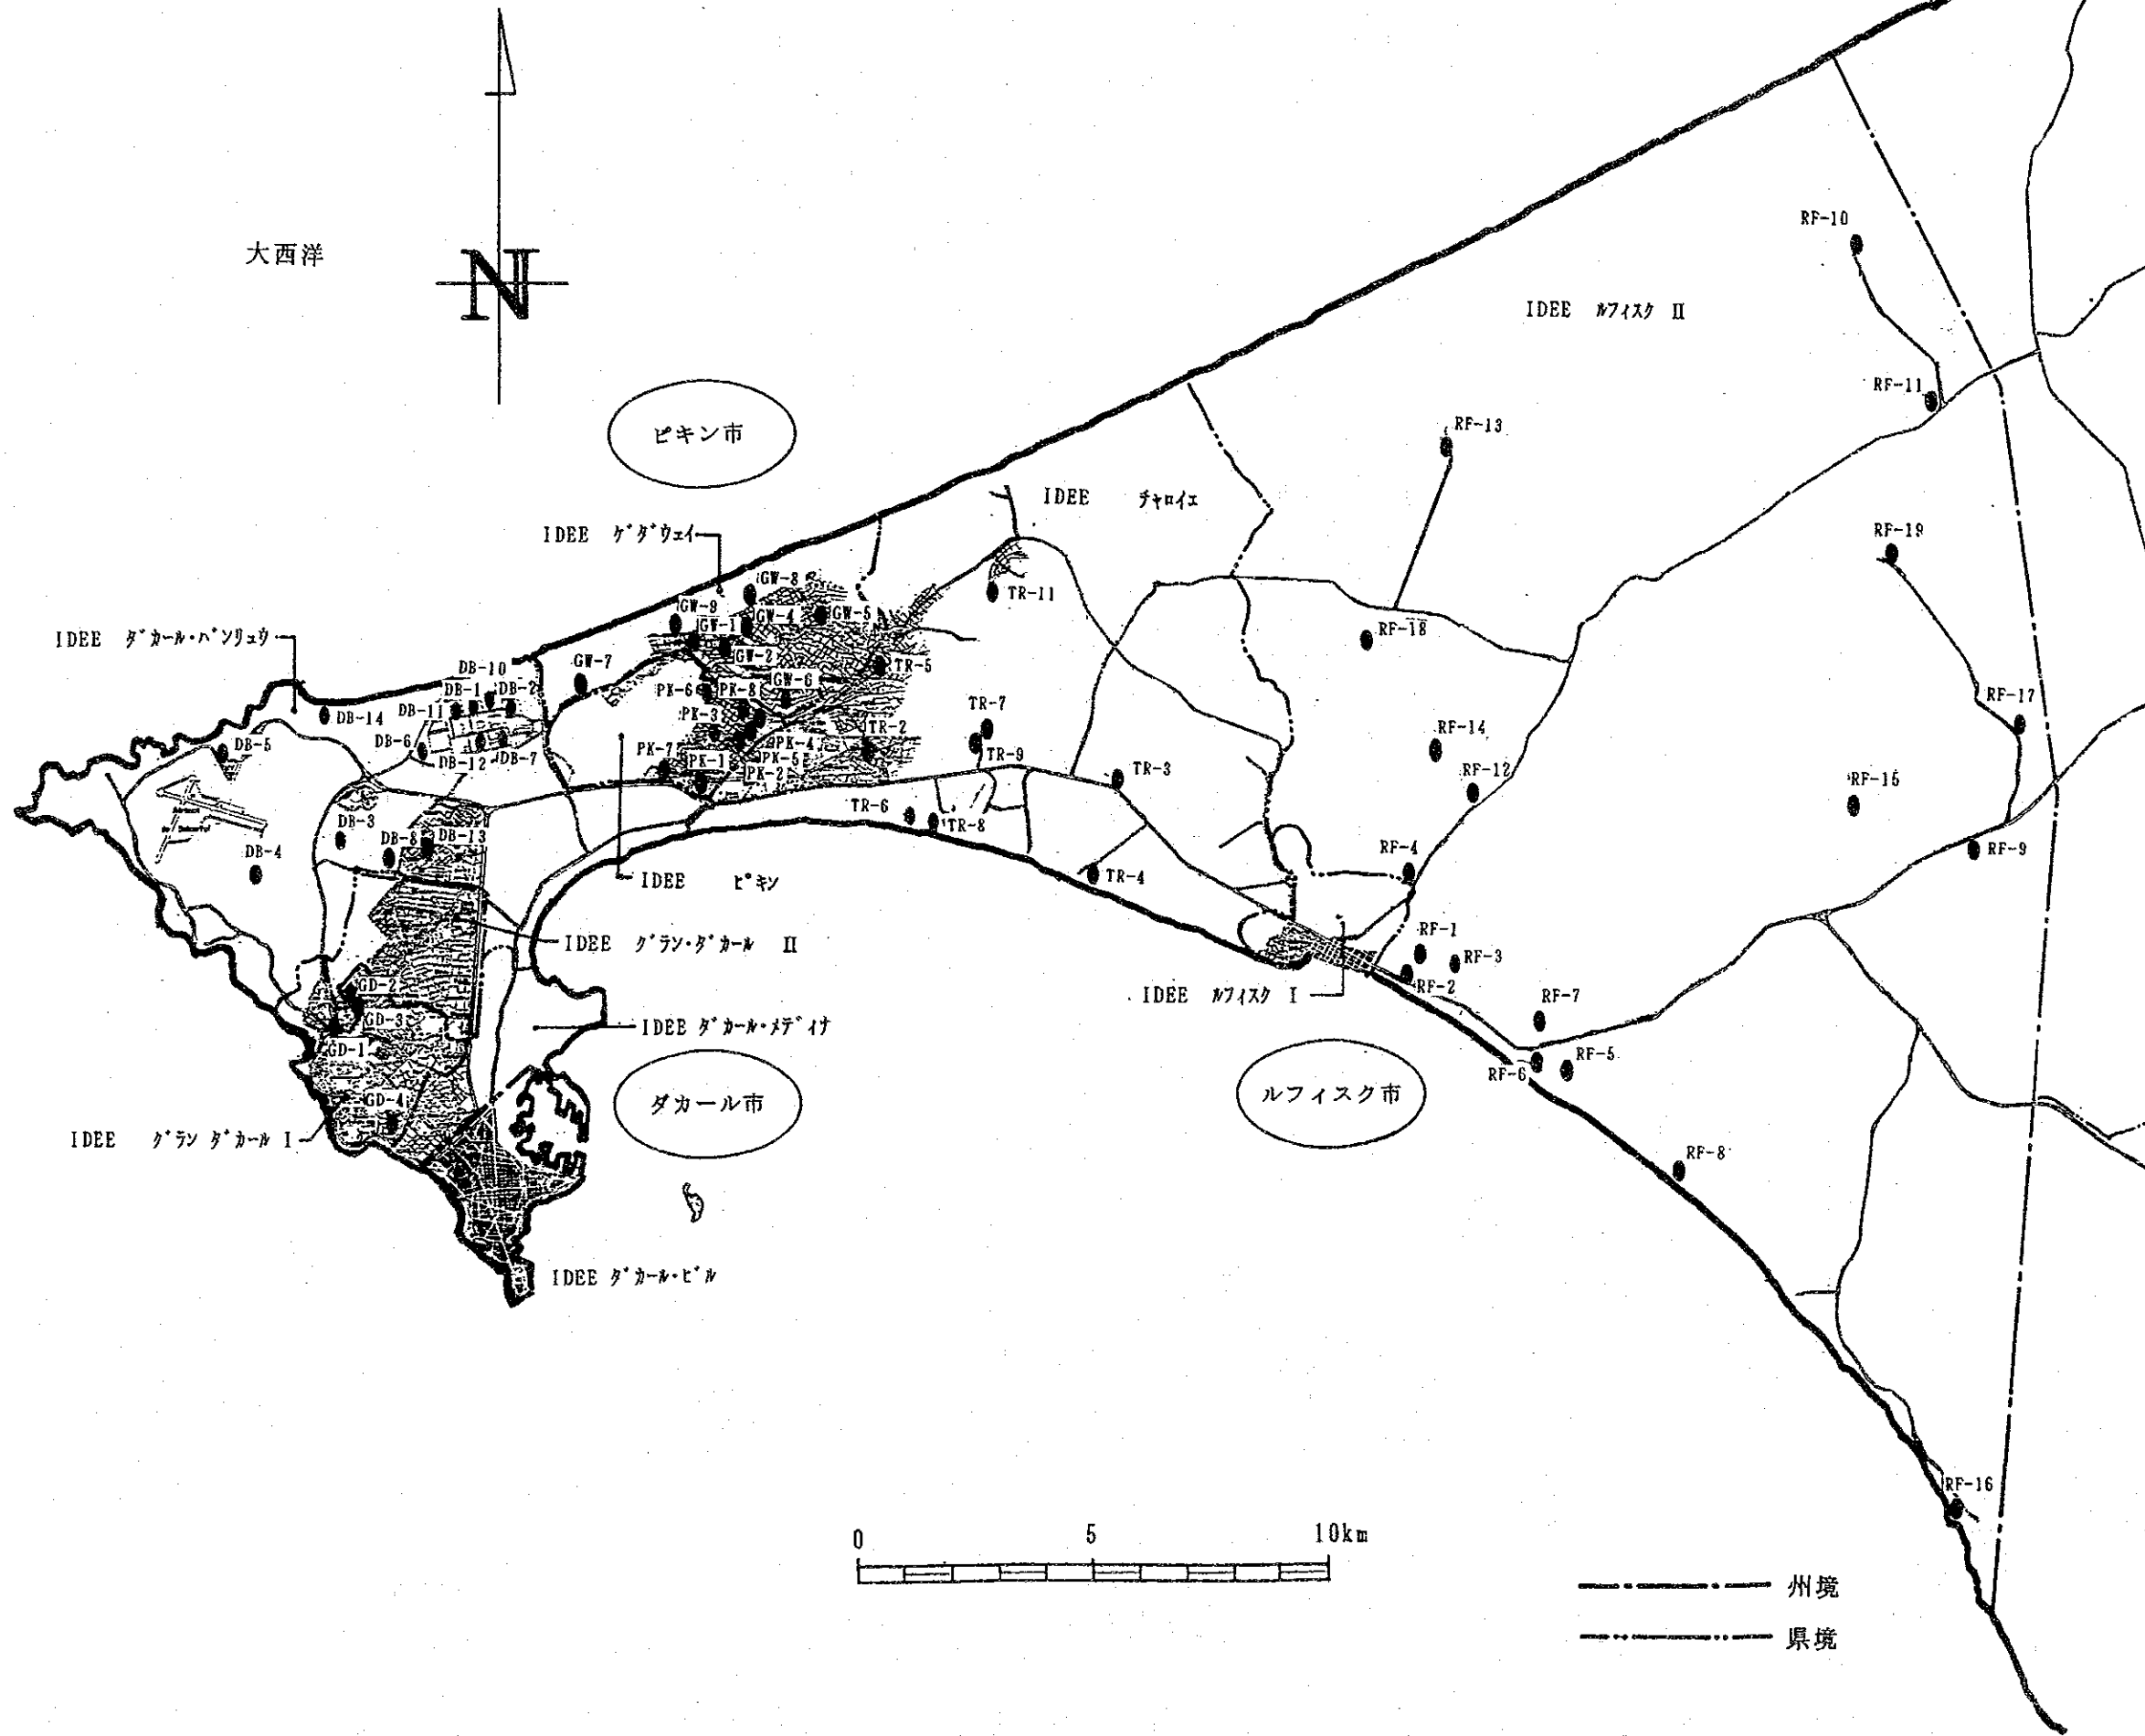 N
大西洋
RF-10
IDEE ルフィスク II
RF-11
ピキン市
RF-13
IDEE チャロイエ
IDEE ゲダウェイ
RF-19
GW-8
TR-11
GW-9
GW-4
GW-5
GW-1
RF-18
IDEE ダカール・バンリュウ
GW-2
DB-10
GW-7
TR-5
DB-1
DB-2
PK-6
PK-8
GW-6
DB-11
DB-14
PK-3
TR-7
RF-17
TR-2
RF-14
DB-6
DB-5
PK-4
PK-7
TR-9
DB-12
DB-7
PK-1
PK-5
PK-2
TR-3
RF-12
RF-15
TR-6
DB-3
DB-8
DB-13
TR-8
DB-4
RF-4
RF-9
IDEE ピキン
TR-4
IDEE グラン・ダカール II
RF-1
RF-3
GD-2
RF-2
IDEE ルフィスク I
RF-7
GD-3
IDEE ダカール・メディナ
GD-1
RF-5
RF-6
GD-4
ダカール市
ルフィスク市
IDEE グラン ダカール I
RF-8
IDEE ダカール・ビル
RF-16
0 5 10km
州境
県境